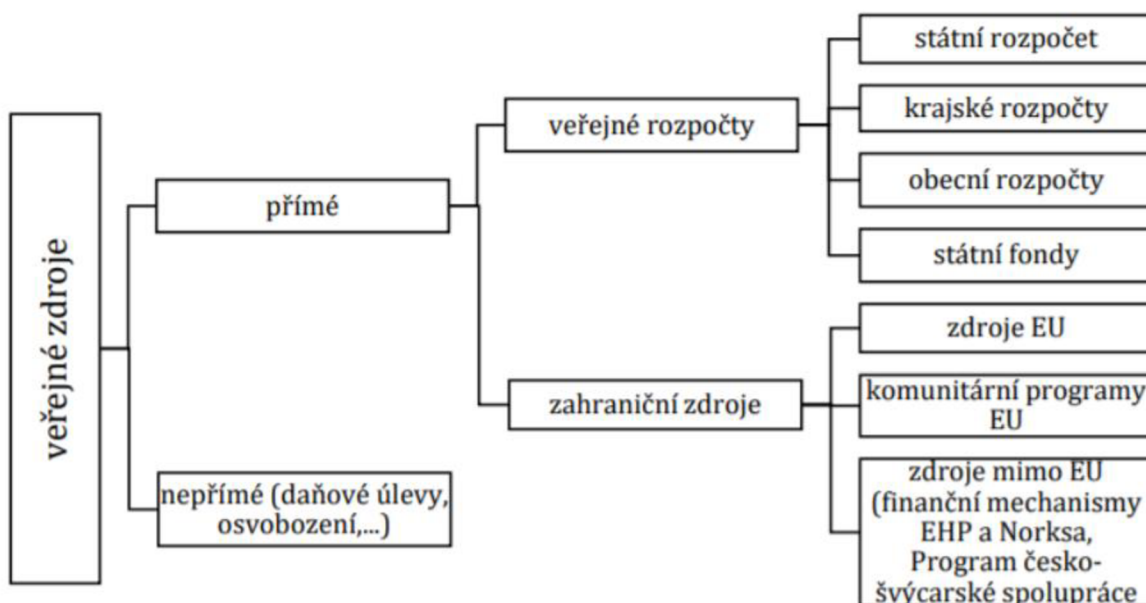 veřejné zdroje
přímé
nepřímé (daňové úlevy,
osvobození,...)
veřejné rozpočty
zahraniční zdroje
státní rozpočet
krajské rozpočty
obecní rozpočty
státní fondy
zdroje EU
komunitární programy
EU
zdroje mimo EU
(finanční mechanismy
EHP a Norksa,
Program česko-
švýcarské spolupráce